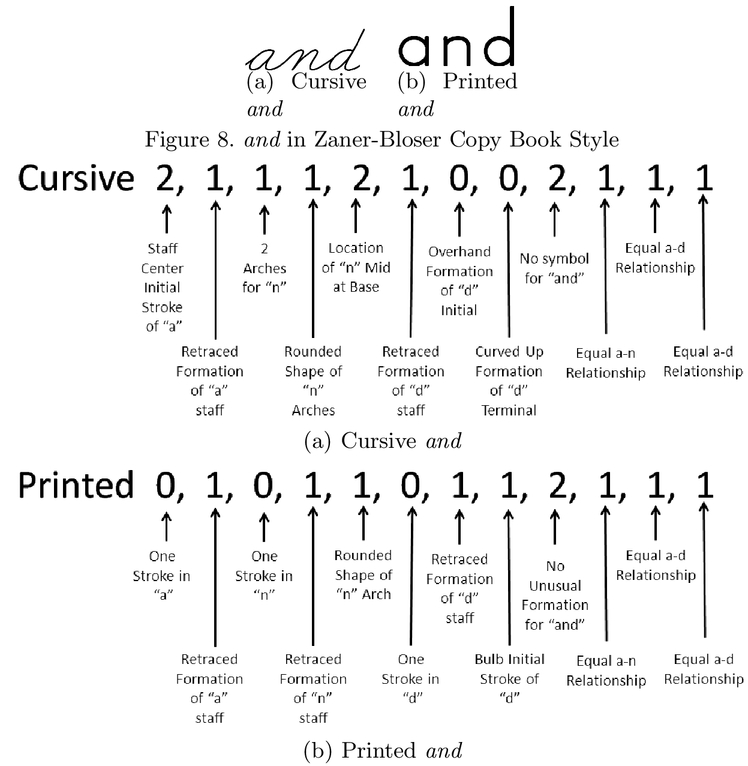 and and
(a) Cursive (b) Printed
and and
Figure 8. and in Zaner-Bloser Copy Book Style
Cursive 2, 1, 1, 1, 2, 1, 0, 0, 2, 1, 1, 1
Staff
Center
Initial
Stroke
of “a”
2
Arches
for “n”
Location
of “n” Mid
at Base
Overhand
Formation
of “d”
Initial
No symbol
for “and”
Equal a-d
Relationship
Retraced
Formation
of “a”
staff
Rounded
Shape of
“n”
Arches
Retraced
Formation
of “d”
staff
Curved Up
Formation
of “d”
Terminal
Equal a-n
Relationship
Equal a-d
Relationship
(a) Cursive and
Printed 0, 1, 0, 1, 1, 0, 1, 1, 2, 1, 1, 1
One
Stroke in
“a”
One
Stroke in
“n”
Rounded
Shape of
“n” Arch
Retraced
Formation
of “d”
staff
No
Unusual
Formation
for “and”
Equal a-d
Relationship
Retraced
Formation
of “a”
staff
Retraced
Formation
of “n”
staff
One
Stroke in
“d”
Bulb Initial
Stroke of
“d”
Equal a-n
Relationship
Equal a-d
Relationship
(b) Printed and